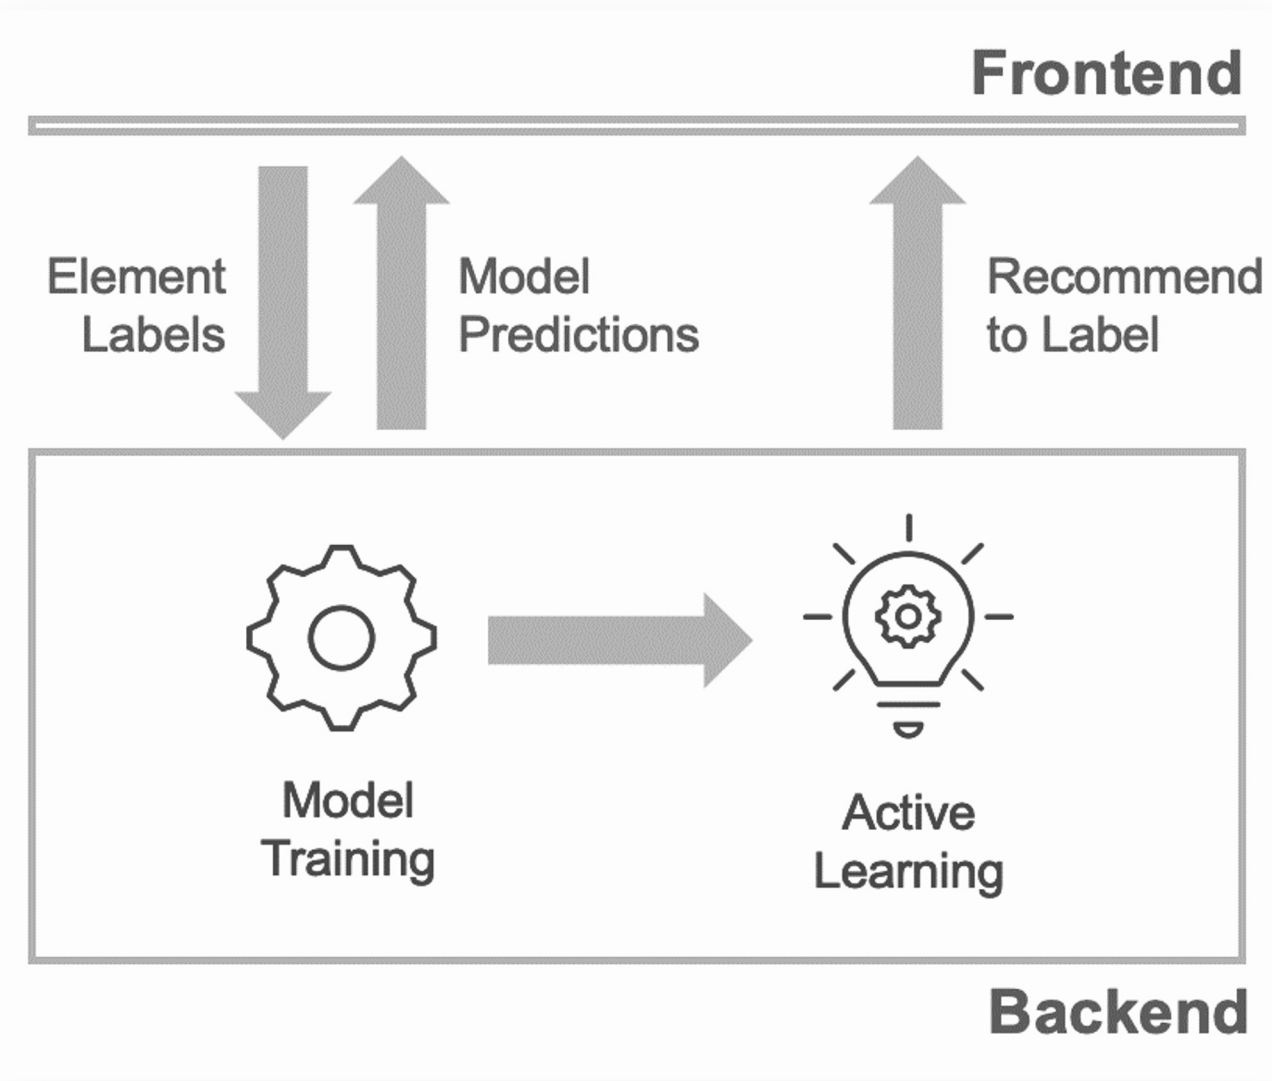 Frontend
Element
Labels
Model
Predictions
Recommend
to Label
Model
Training
Active
Learning
Backend